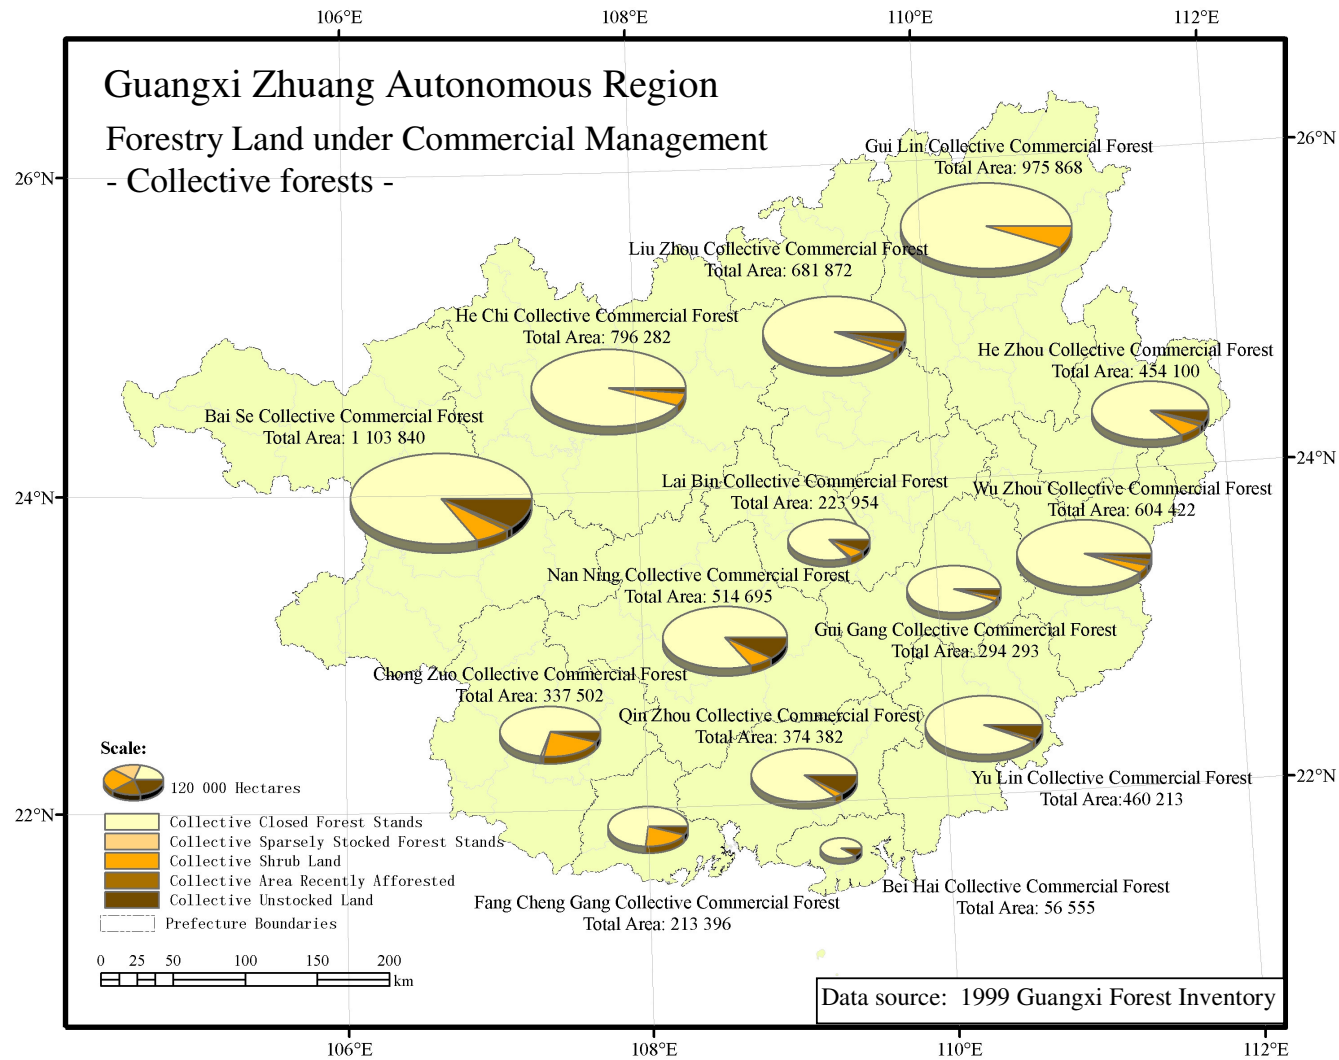 106°E 108°E 110°E 112°E
Guangxi Zhuang Autonomous Region
Forestry Land under Commercial Management
- Collective forests -
26°N
26°N
Gui Lin Collective Commercial Forest
Total Area: 975 868
Liu Zhou Collective Commercial Forest
Total Area: 681 872
He Chi Collective Commercial Forest
Total Area: 796 282
He Zhou Collective Commercial Forest
Total Area: 454 100
Bai Se Collective Commercial Forest
Total Area: 1 103 840
24°N
24°N
Lai Bin Collective Commercial Forest
Total Area: 223 954
Wu Zhou Collective Commercial Forest
Total Area: 604 422
Nan Ning Collective Commercial Forest
Total Area: 514 695
Gui Gang Collective Commercial Forest
Total Area: 294 293
Chong Zuo Collective Commercial Forest
Total Area: 337 502
Qin Zhou Collective Commercial Forest
Total Area: 374 382
Yu Lin Collective Commercial Forest
Total Area:460 213
22°N
22°N
Bei Hai Collective Commercial Forest
Total Area: 56 555
Fang Cheng Gang Collective Commercial Forest
Total Area: 213 396
Scale:
120 000 Hectares
Collective Closed Forest Stands
Collective Sparsely Stocked Forest Stands
Collective Shrub Land
Collective Area Recently Afforested
Collective Unstocked Land
Prefecture Boundaries
0 25 50 100 150 200
km
Data source: 1999 Guangxi Forest Inventory
106°E 108°E 110°E 112°E